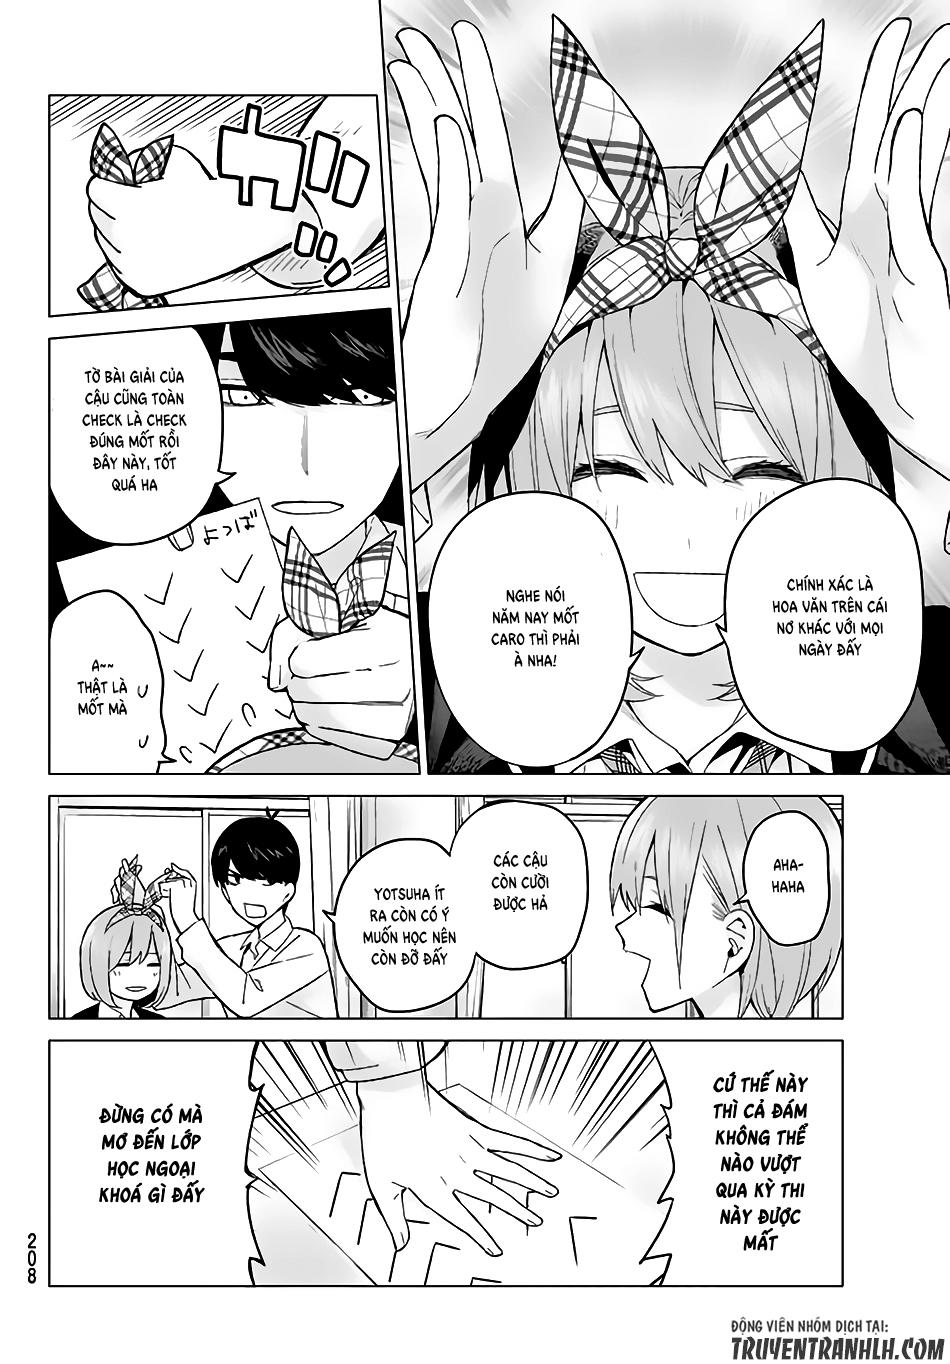 CHÍNH XÁC LÀ
HOA VĂN TRÊN CÁI
NƠ KHÁC VỚI MỌI
NGÀY ĐẤY
NGHE NÓI
NĂM NAY MỐT
CARO THÌ PHẢI
À NHA!
ガ
TỜ BÀI GIẢI CỦA
CẬU CŨNG TOÀN
CHECK LÀ CHECK
ĐÚNG MỐT RỒI
ĐÂY NÀY, TỐT
QUÁ HA
よつば
A~~
THẬT LÀ
MỐT MÀ
AHA-
HAHA
CÁC CẬU
CÒN CƯỜI
ĐƯỢC HẢ
YOTSUHA ÍT
RA CÒN CÓ Ý
MUỐN HỌC NÊN
CÒN ĐỠ ĐẤY
CỨ THẾ NÀY
THÌ CẢ ĐÁM
KHÔNG THỂ
NÀO VƯỢT
QUA KỲ THI
NÀY ĐƯỢC
MẤT
ĐỪNG CÓ MÀ
MƠ ĐẾN LỚP
HỌC NGOẠI
KHOÁ GÌ ĐẤY
208
ĐỘNG VIÊN NHÓM DỊCH TẠI:
TRUYENTRANHLH.COM